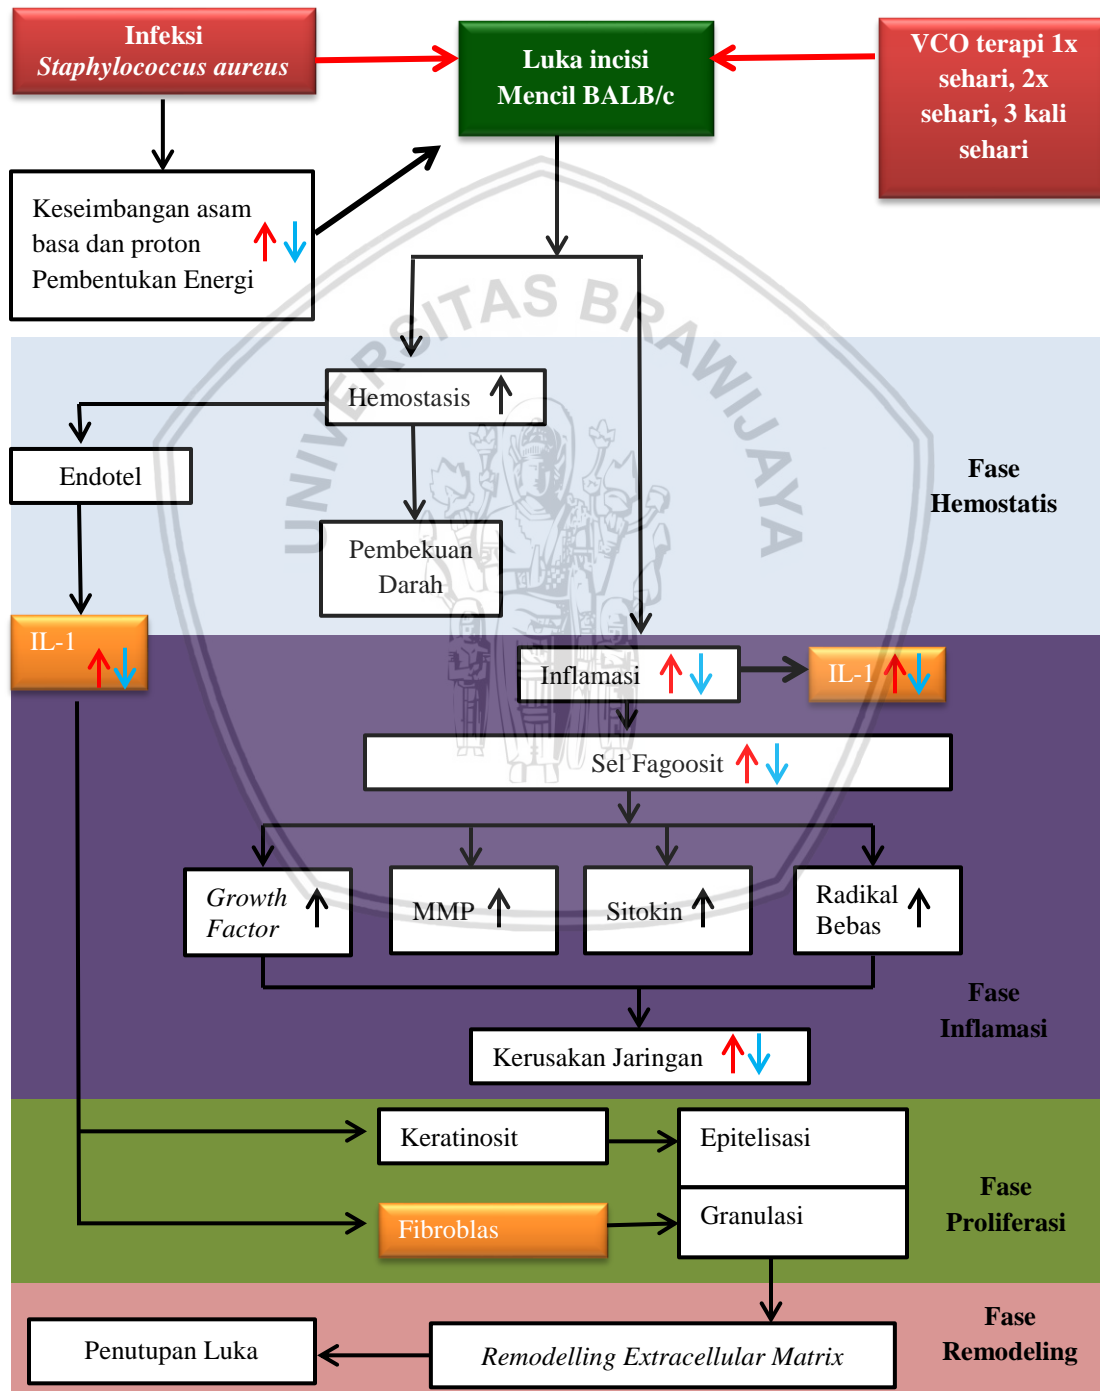 Infeksi
Staphylococcus aureus
Luka incisi
Mencil BALB/c
VCO terapi 1x
sehari, 2x
sehari, 3 kali
sehari
Keseimbangan asam
basa dan proton
Pembentukan Energi
UNIVERSITAS BRAWIJAYA
Hemostasis
Endotel
Pembekuan
Darah
Fase
Hemostatis
IL-1
Inflamasi
IL-1
Sel Fagoosit
Growth
Factor
MMP
Sitokin
Radikal
Bebas
Fase
Inflamasi
Kerusakan Jaringan
Keratinosit
Epitelisasi
Fibroblas
Granulasi
Fase
Proliferasi
Penutupan Luka
Remodelling Extracellular Matrix
Fase
Remodeling